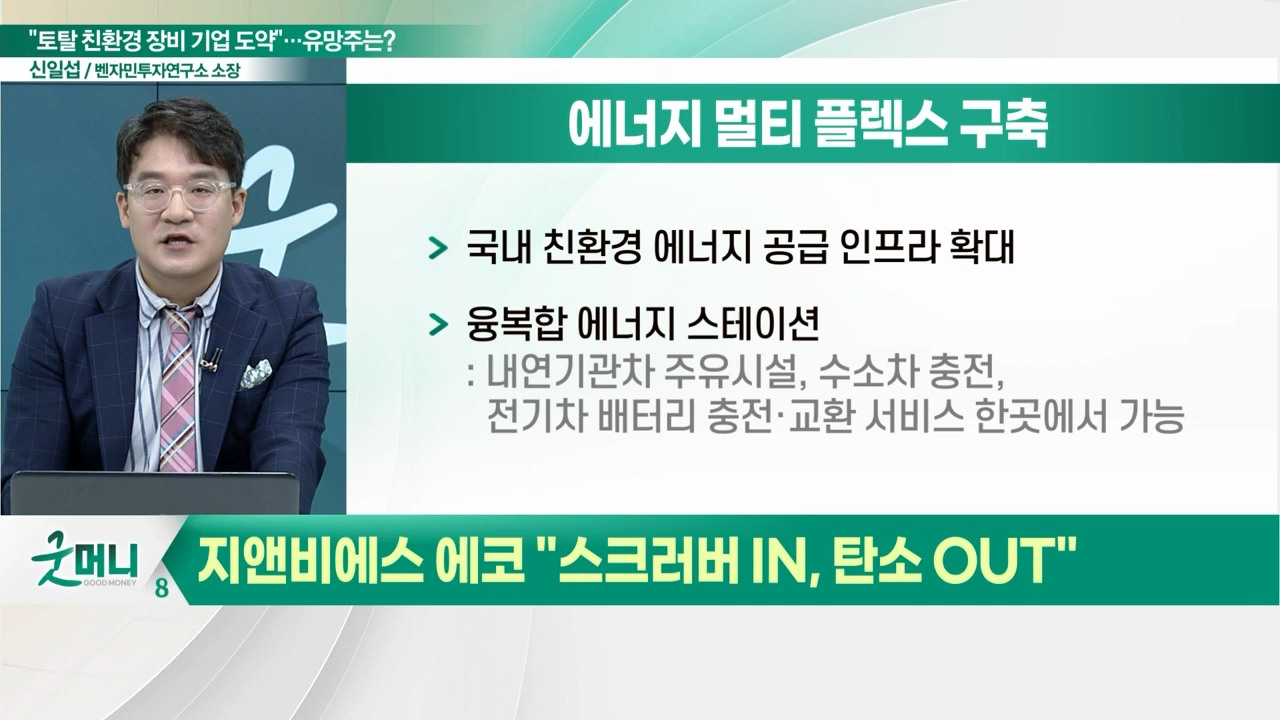 "토탈 친환경 장비 기업 도약"…유망주는?
신일섭 / 벤자민투자연구소 소장
에너지 멀티 플렉스 구축
> 국내 친환경 에너지 공급 인프라 확대
> 융복합 에너지 스테이션
: 내연기관차 주유시설, 수소차 충전,
전기차 배터리 충전·교환 서비스 한곳에서 가능
굿머니
GOOD MONEY
8
지앤비에스 에코 "스크러버 IN, 탄소 OUT"